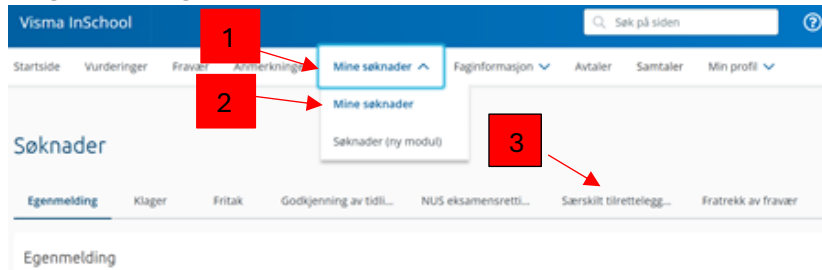 Visma InSchool
Søk på siden
1
Startside Vurderinger Fravær Anmerkninge Mine søknader Faginformasjon Avtaler Samtaler Min profil
2
Mine søknader
Søknader (ny modul)
3
Søknader
Egenmelding Klager Fritak Godkjenning av tidli... NUS eksamensretti... Særskilt tilrettelegg... Fratrekk av fravær
Egenmelding